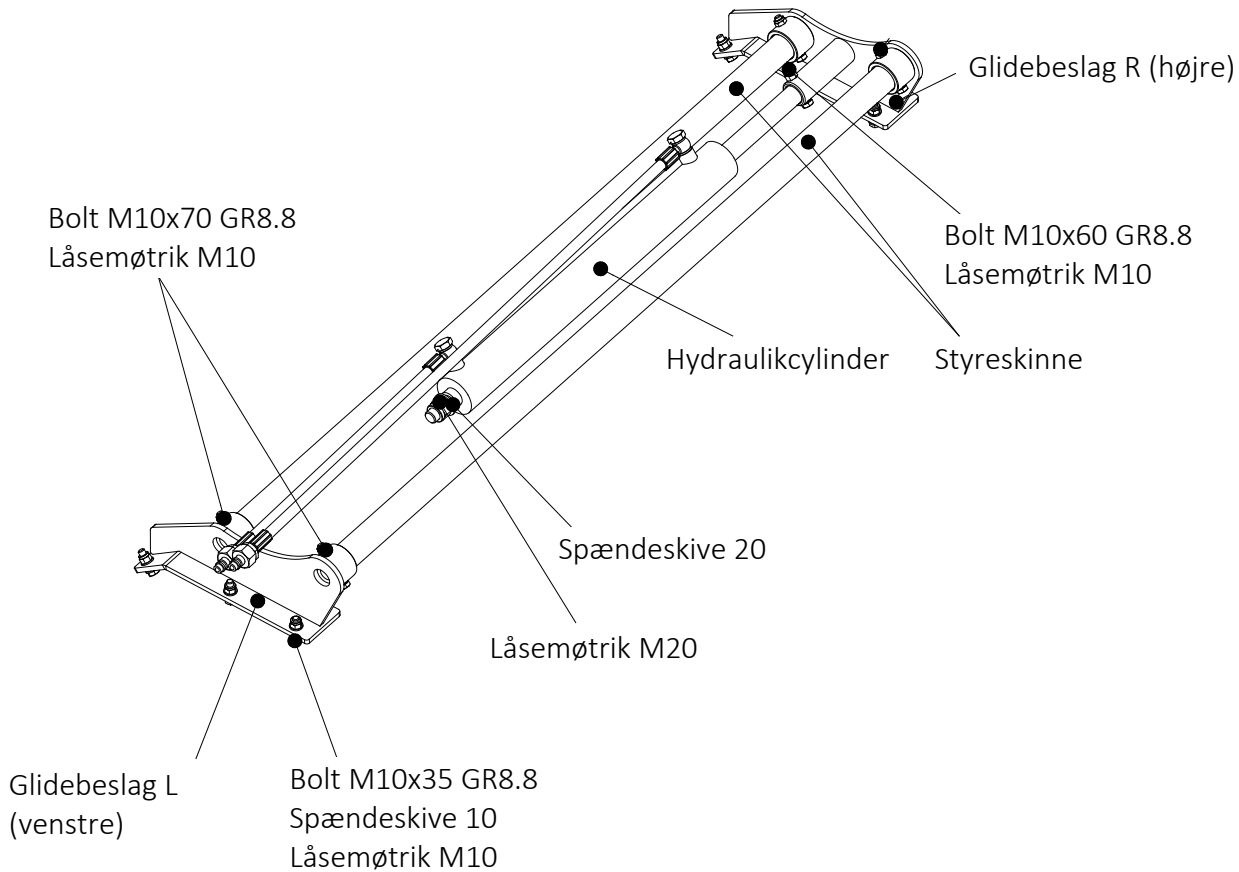 Glidebeslag R (højre)
Bolt M10x70 GR8.8
Låsemøtrik M10
Bolt M10x60 GR8.8
Låsemøtrik M10
Hydraulikcylinder
Styreskinne
Spændeskive 20
Låsemøtrik M20
Glidebeslag L
(venstre)
Bolt M10x35 GR8.8
Spændeskive 10
Låsemøtrik M10